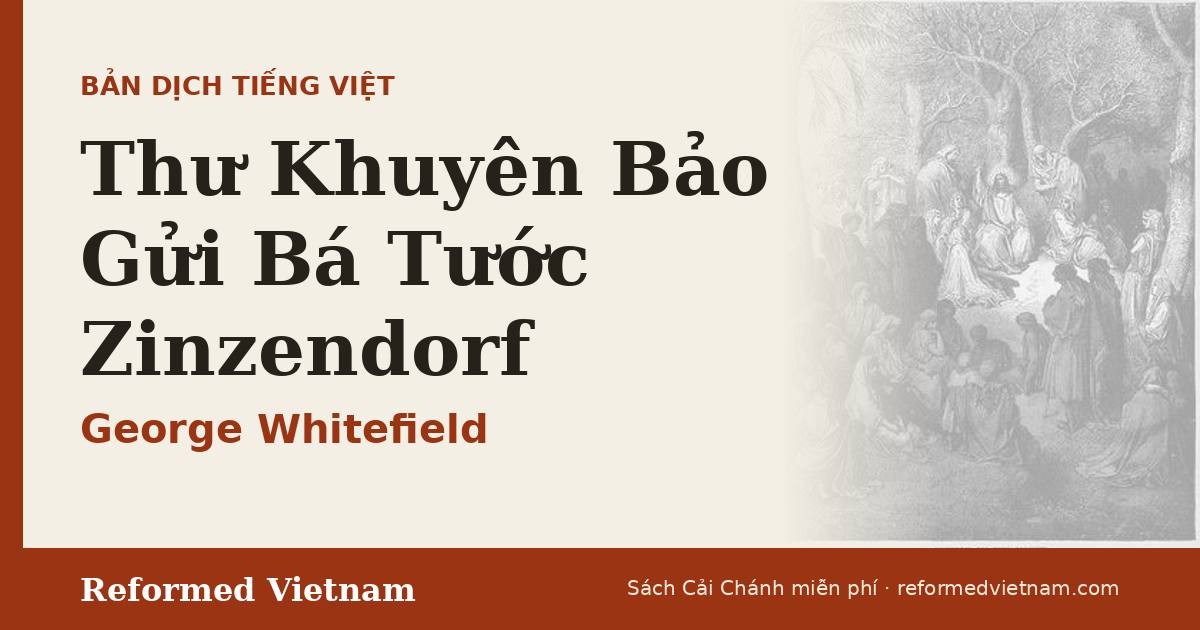 BẢN DỊCH TIẾNG VIỆT
Thư Khuyên Bảo
Gửi Bá Tước
Zinzendorf
George Whitefield
Reformed Vietnam
Sách Cải Chánh miễn phí · reformedvietnam.com